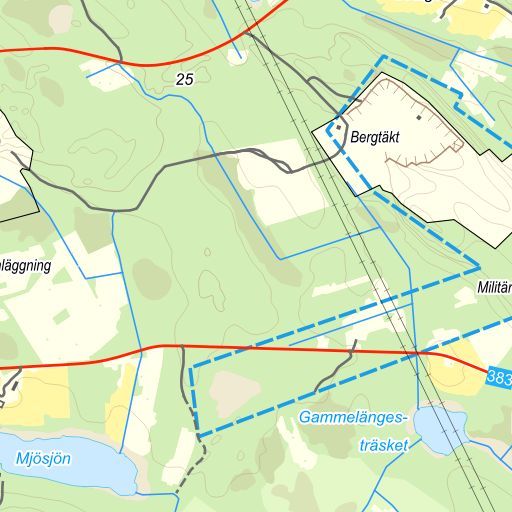 25
Bergtäkt
läggning
Militär
383
Gammelänges-
träsket
Mjösjön